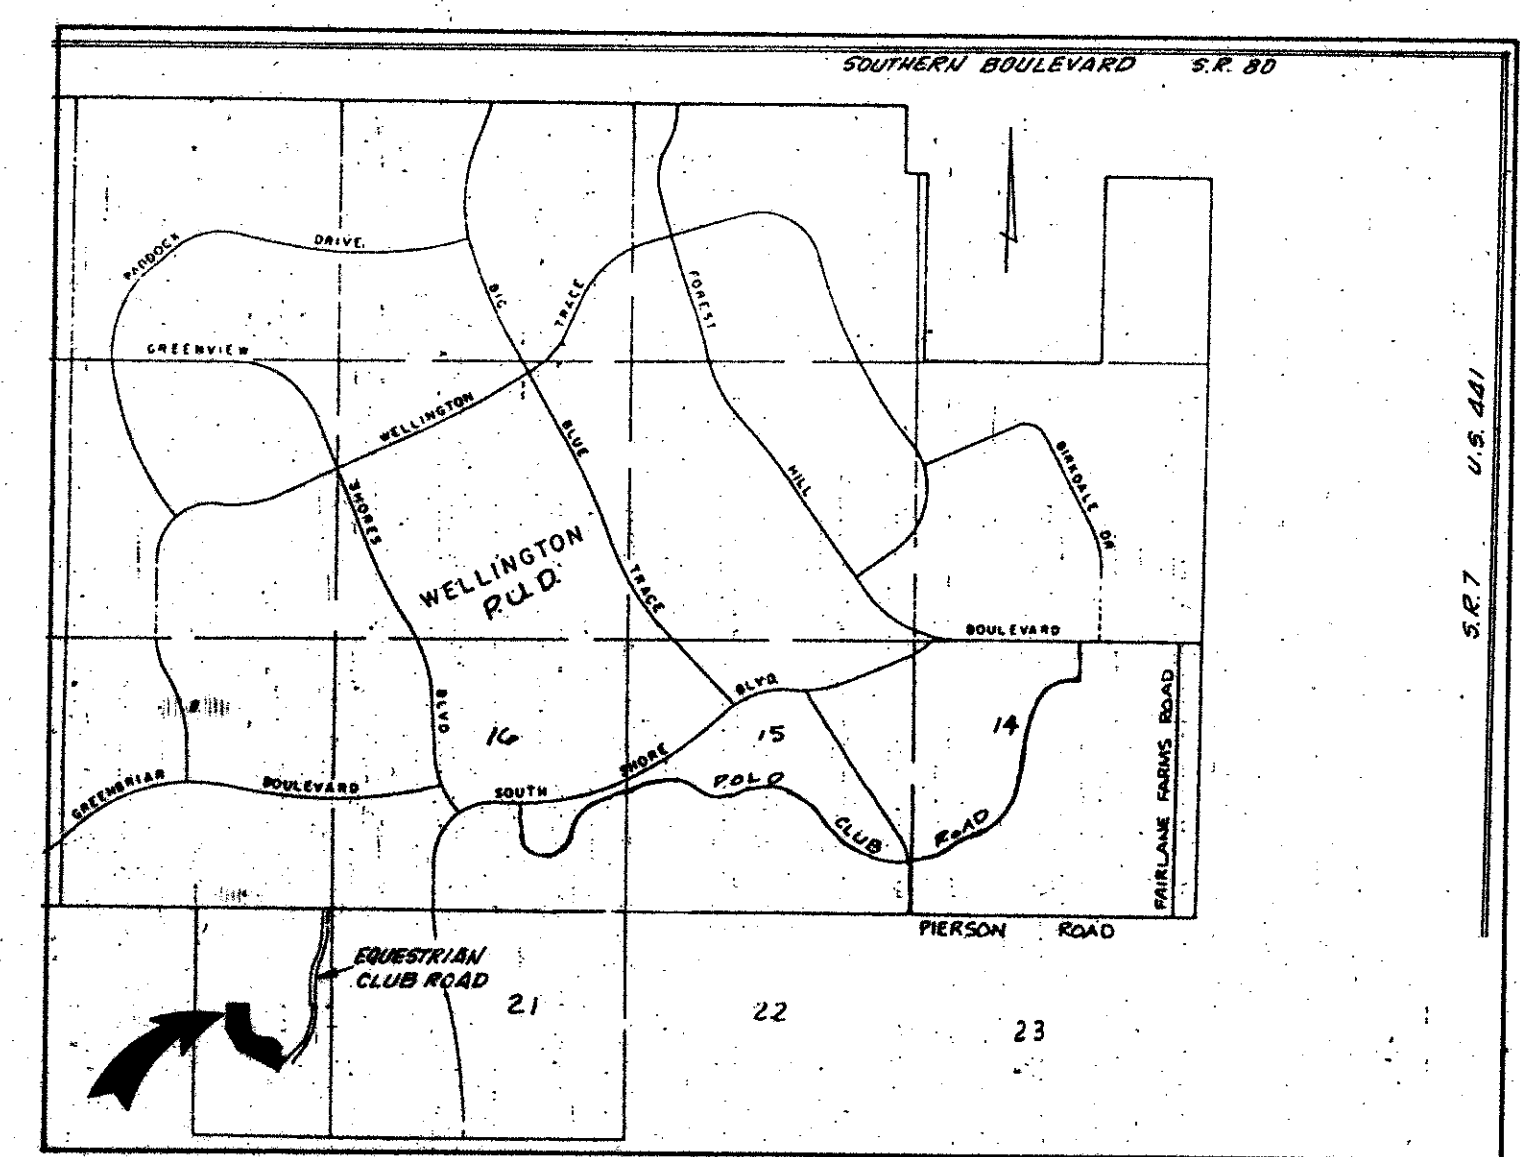 SOUTHERN BOULEVARD S.R. 80
PADDOCK DRIVE
GREENVIEW
SHORES
BLVD
BIG
BLUE
TRACE
WELLINGTON
TRACE
FOREST
HILL
BOULEVARD
BIRKDALE DR
U.S. 441
S.R. 7
WELLINGTON
P.U.D.
16
15
14
GREENBRIAR BOULEVARD
SOUTH SHORE BLVD
POLO CLUB ROAD
FAIRLANE FARMS ROAD
PIERSON ROAD
EQUESTRIAN
CLUB ROAD
21
22
23